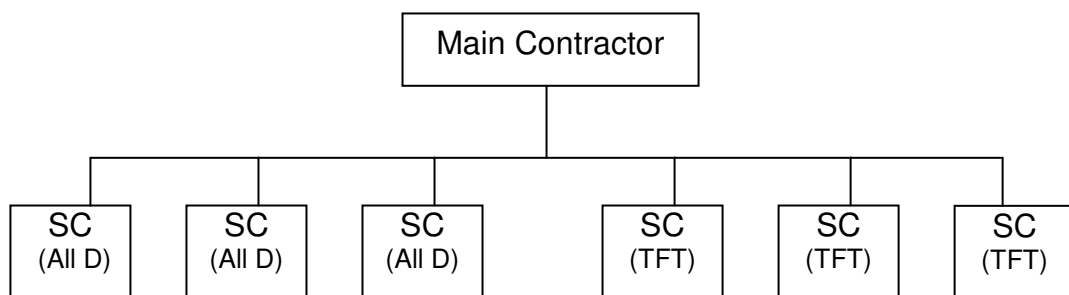 Main Contractor
SC
(All D)
SC
(All D)
SC
(All D)
SC
(TFT)
SC
(TFT)
SC
(TFT)